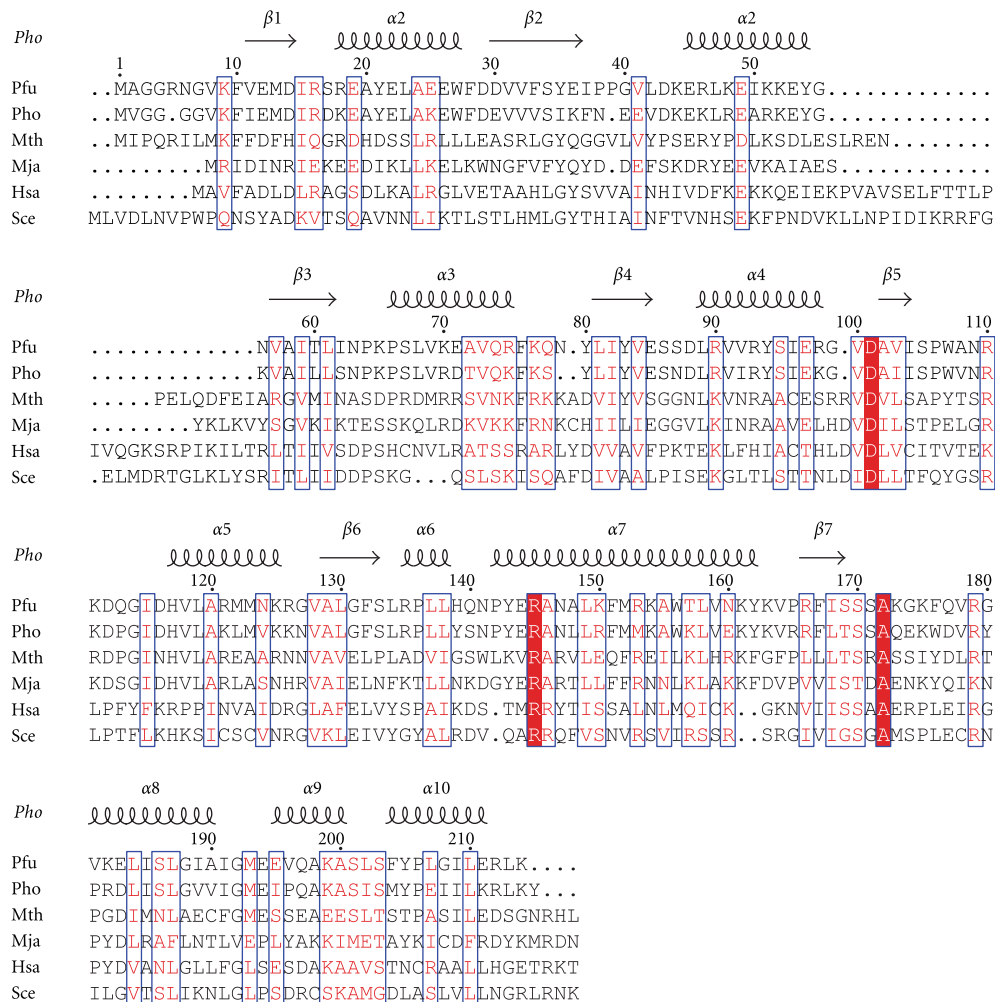 β1 α2 β2 α2
Pho
1 10 20 30 40 50
Pfu ..MAGGRNGVKFVEMDIRSREAYELAEEWFDDVVFSYEIPPGVLDKERLKEIKKEYG.............
Pho ..MVGG.GGVKFIEMDIRDKEAYELAKEWFDEVVVSIKFN.EEVDKEKLREARKEYG.............
Mth ..MIPQRILMKFFDFHIQGRDHDSSLRLLLEASRLGYQGGVLVYPSERYPDLKSDLESLREN........
Mja .........MRIDINRIEKEEDIKLLKELKWNGFVFYQYD.DEFSKDRYEEVKAIAES............
Hsa ........MAVFADLDLRAGSDLKALRGLVETAAHLGYSVVAINHIVDFKEKKQEIEKPVAVSELFTTLP
Sce MLVDLNVPWPQNSYADKVTSQAVNNLIKTLSTLHMLGYTHIAINFTVNHSEKFPNDVKLLNPIDIKRRFG
β3 α3 β4 α4 β5
Pho
60 70 80 90 100 110
Pfu .............NVAITLINPKPSLVKEAVQRFKQN.YLIYVESSDLRVVRYSIERG.VDAVISPWANR
Pho .............KVAILLSNPKPSLVRDTVQKFKS..YLIYVESNDLRVIRYSIEKG.VDAIISPWVNR
Mth .....PELQDFEIARGVMINASDPRDMRRSVNKFRKKADVIYVSGGNLKVNRAACESRRVDVLSAPYTSR
Mja ........YKLKVYSGVKIKTESSKQLRDKVKKFRNKCHIILIEGGVLKINRAAVELHDVDILSTPELGR
Hsa IVQGKSRPIKILTRLTIIVSDPSHCNVLRATSSRARLYDVVAVFPKTEKLFHIACTHLDVDLVCITVTEK
Sce .ELMDRTGLKLYSRITLIIDDPSKG...QSLSKISQAFDIVAALPISEKGLTLSTTNLDIDLLTFQYGSR
α5 β6 α6 α7 β7
Pho
120 130 140 150 160 170 180
Pfu KDQGIDHVLARMMNKRGVALGFSLRPLLHQNPYERANALKFMRKAWTLVNKYKVPRFISSSAKGKFQVRG
Pho KDPGIDHVLAKLMVKKNVALGFSLRPLLYSNPYERANLLRFMMKAWKLVEKYKVRRFLTSSAQEKWDVRY
Mth RDPGINHVLAREAARNNVAVELPLADVIGSWLKVRARVLEQFREILKLHRKFGFPLLLTSRASSIYDLRT
Mja KDSGIDHVLARLASNHRVAIELNFKTLLNKDGYERARTLLFFRNNLKLAKKFDVPVVISTDAENKYQIKN
Hsa LPFYFKRPPINVAIDRGLAFELVYSPAIKDS.TMRRYTISSALNLMQICK..GKNVIISSAAERPLEIRG
Sce LPTFLKHKSICSCVNRGVKLEIVYGYALRDV.QARRQFVSNVRSVIRSSR..SRGIVIGSGAMSPLECRN
α8 α9 α10
Pho
190 200 210
Pfu VKELISLGIAIGMEEVQAKASLSFYPLGILERLK....
Pho PRDLISLGVVIGMEIPQAKASISMYPEIILKRLKY...
Mth PGDIMNLAECFGMESSEAEESLTSTPASILEDSGNRHL
Mja PYDLRAFLNTLVEPLYAKKIMETAYKICDFRDYKMRDN
Hsa PYDVANLGLLFGLSESDAKAAVSTNCRAALLHGETRKT
Sce ILGVTSLIKNLGLPSDRCSKAMGDLASLVLLNGRLRNK